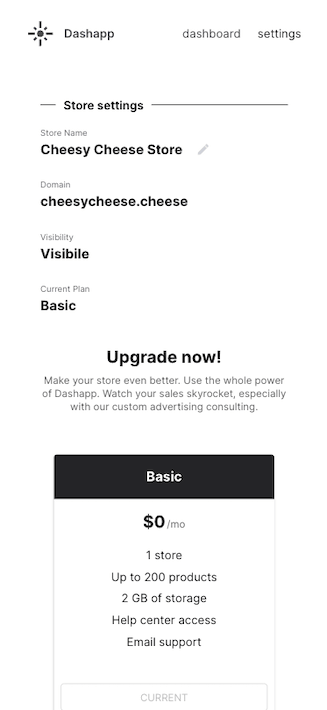 Dashapp
dashboard settings
Store settings
Store Name
Cheesy Cheese Store
Domain
cheesycheese.cheese
Visibility
Visibile
Current Plan
Basic
Upgrade now!
Make your store even better. Use the whole power
of Dashapp. Watch your sales skyrocket, especially
with our custom advertising consulting.
Basic
$0/mo
1 store
Up to 200 products
2 GB of storage
Help center access
Email support
CURRENT